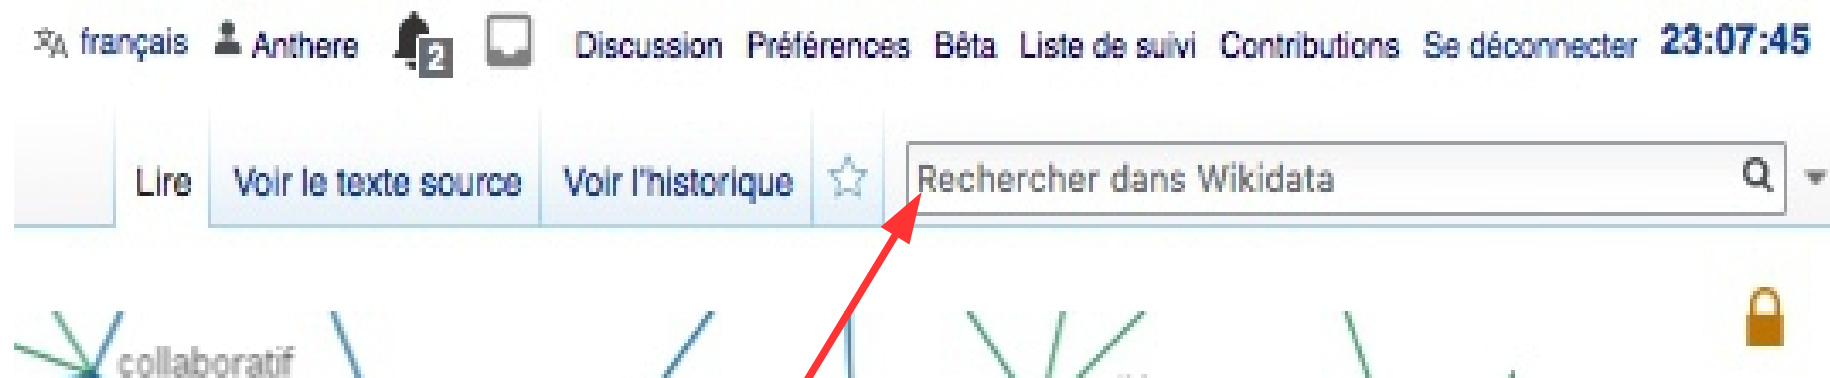 français Anthere 2 Discussion Préférences Bêta Liste de suivi Contributions Se déconnecter 23:07:45
Lire Voir le texte source Voir l'historique Rechercher dans Wikidata
collaboratif